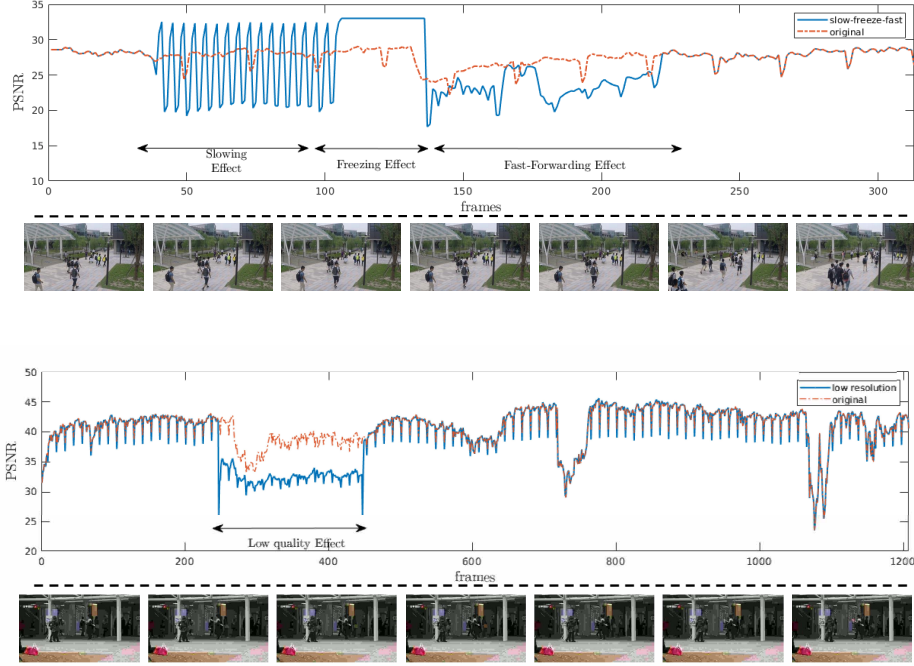 35
30
25
20
15
10
PSNR
slow-freeze-fast
original
Slowing
Effect
Freezing Effect
Fast-Forwarding Effect
0 50 100 150 200 250 300
frames
50
45
40
35
30
25
20
PSNR
low resolution
original
Low quality Effect
0 200 400 600 800 1000 1200
frames